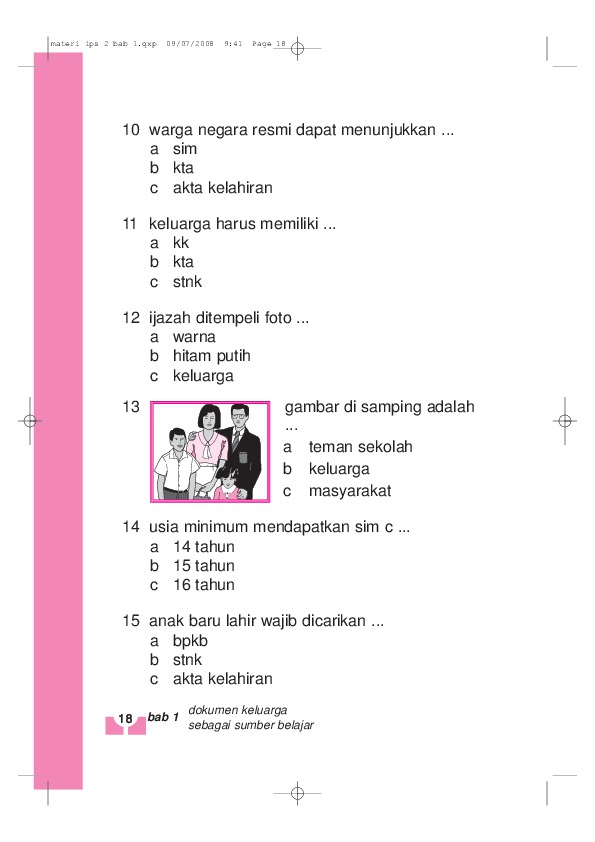 materi ips 2 bab 1.qxp  09/07/2008  9:41  Page 18
10 warga negara resmi dapat menunjukkan ...
a sim
b kta
c akta kelahiran
11 keluarga harus memiliki ...
a kk
b kta
c stnk
12 ijazah ditempeli foto ...
a warna
b hitam putih
c keluarga
13 gambar di samping adalah
...
a teman sekolah
b keluarga
c masyarakat
14 usia minimum mendapatkan sim c ...
a 14 tahun
b 15 tahun
c 16 tahun
15 anak baru lahir wajib dicarikan ...
a bpkb
b stnk
c akta kelahiran
18 bab 1 dokumen keluarga
sebagai sumber belajar